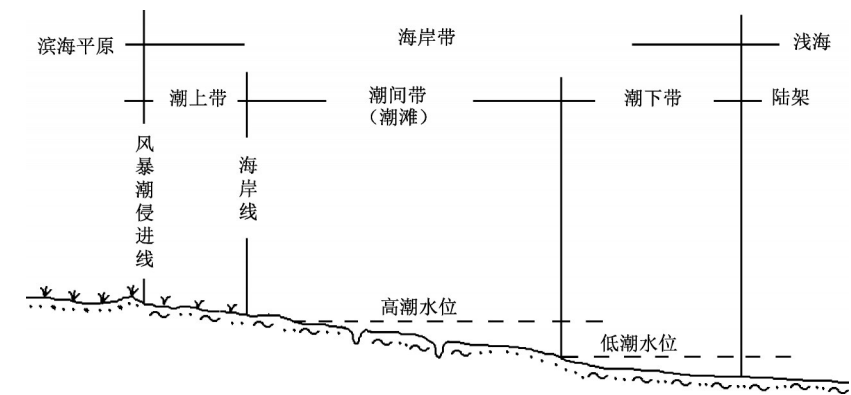 滨海平原
海岸带
浅海
潮上带
潮间带
（潮滩）
潮下带
陆架
风暴潮侵进线
海岸线
高潮水位
低潮水位